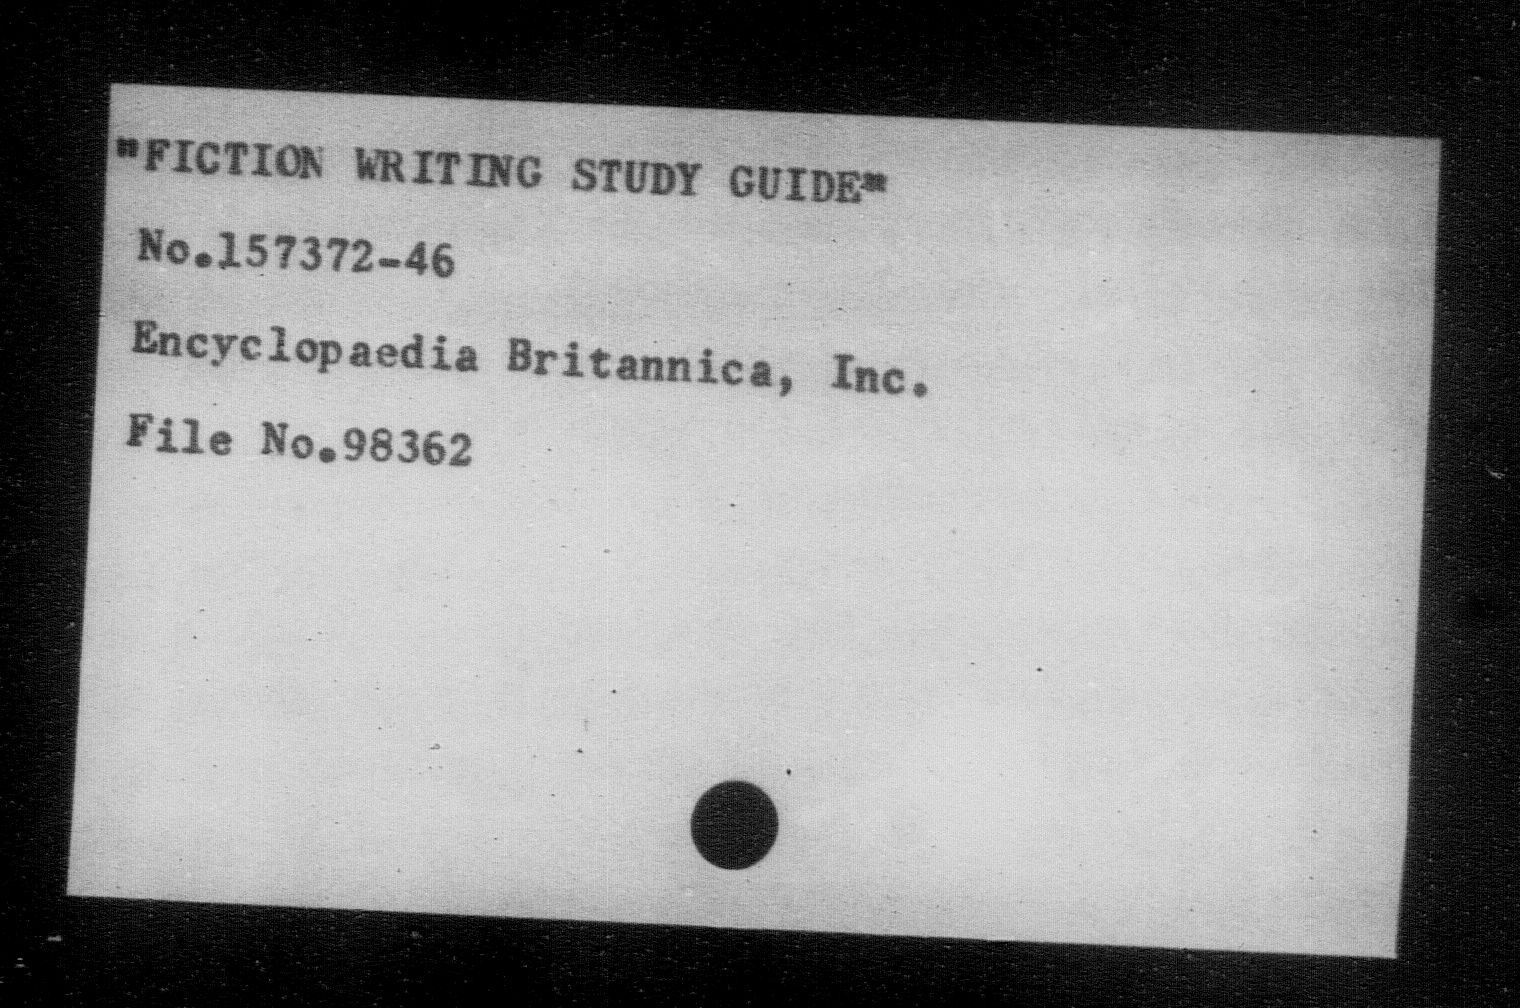 "FICTION WRITING STUDY GUIDE"
No.157372-46
Encyclopaedia Britannica, Inc.
File No.98362